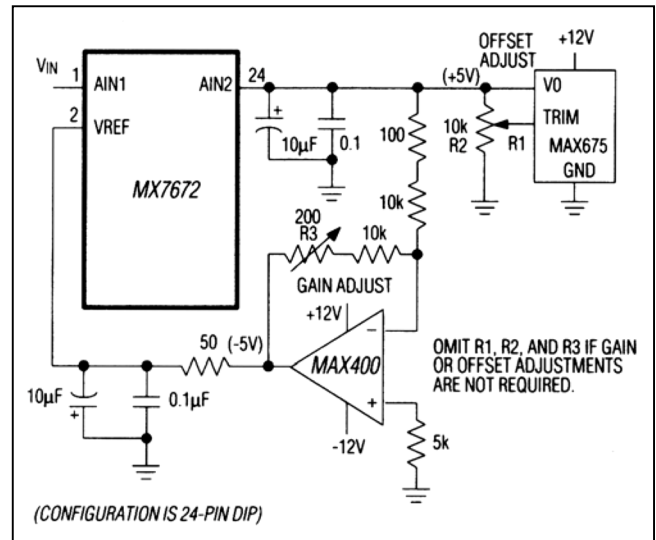 OFFSET ADJUST
+12V
VIN
1
AIN1
AIN2
24
(+5V)
V0
2
VREF
10µF
+
0.1
100
10k
R2
R1
TRIM
MAX675
GND
MX7672
10k
200
R3
10k
GAIN ADJUST
+12V
50
(-5V)
MAX400
−
+
-12V
5k
OMIT R1, R2, AND R3 IF GAIN
OR OFFSET ADJUSTMENTS
ARE NOT REQUIRED.
10µF
+
0.1µF
(CONFIGURATION IS 24-PIN DIP)